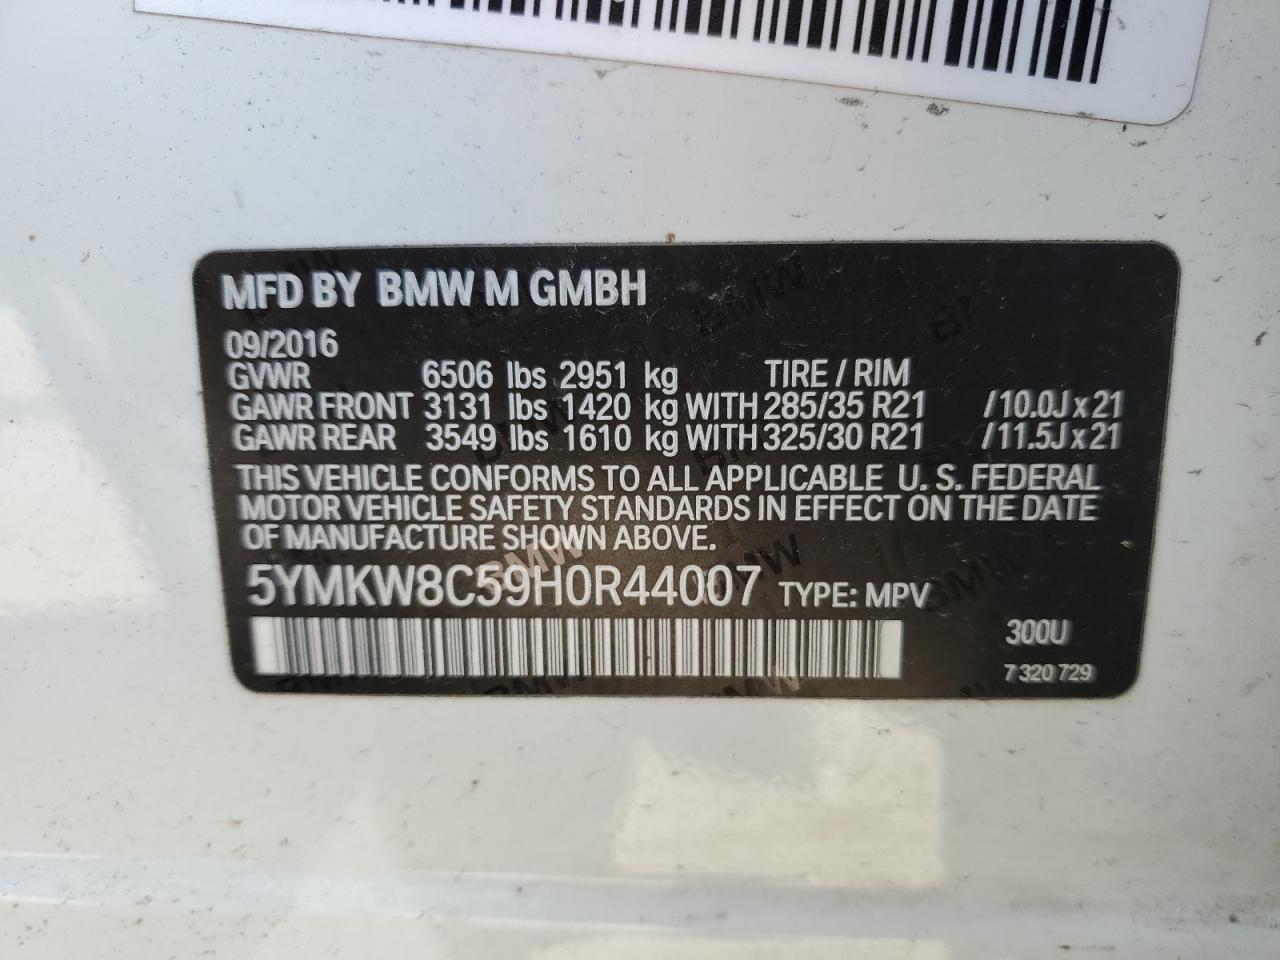 MFD BY BMW M GMBH
09/2016
GVWR 6506 lbs 2951 kg TIRE / RIM
GAWR FRONT 3131 lbs 1420 kg WITH 285/35 R21 /10.0J x 21
GAWR REAR 3549 lbs 1610 kg WITH 325/30 R21 /11.5J x 21
THIS VEHICLE CONFORMS TO ALL APPLICABLE U. S. FEDERAL
MOTOR VEHICLE SAFETY STANDARDS IN EFFECT ON THE DATE
OF MANUFACTURE SHOWN ABOVE.
5YMKW8C59H0R44007 TYPE: MPV
300U
7 320 729